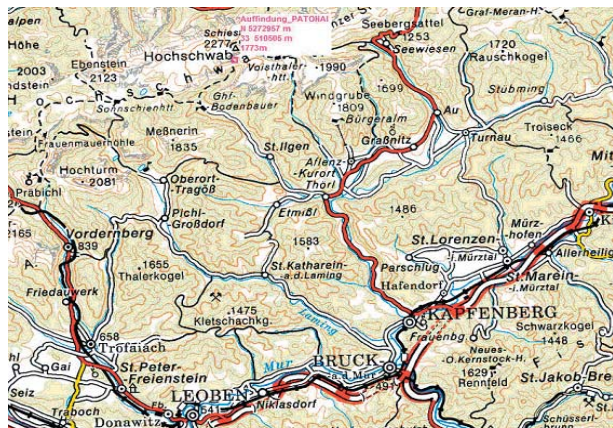 Auffindung_PATOIIAI
N 5272957 m
33 510505 m
1773m
Seebergsattel
1253
Seewiesen
Graf-Meran-H.
1720
Rauschkogel
Alpl
Höhe
2003
Ebenstein
2123
Schies
2277
Hochschwab
Voisthaler-
htt.
1990
Windgrube
1809
1699
Bürgeralm
Au
Stübming
Sonnschienhtt.
Ghf.
Bodenbauer
Frauenmauerhöhle
Meßnerin
1835
St.Ilgen
Aflenz-
Kurort
Thörl
Graßnitz
Turnau
Troiseck
1466
Hochturm
2081
Präbichl
Oberort-
Tragöß
Pichl-
Großdorf
Etmißl
1486
2165
Vordernberg
839
1655
Thalerkogel
1583
St.Katharein-
a.d.Laming
Parschlug
St.Lorenzen-
i.Mürztal
Mürz-
hofen
Allerheilig
St.Marein-
i.Mürztal
Hafendorf
Friedauwerk
1475
Kletschachkg.
Laming
KAPFENBERG
Schwarzkogel
1448
Frauenbg.
Neues-
O.Kernstock-H.
1629
Rennfeld
658
Trofaiach
Gai
St.Peter-
Freienstein
Mur
BRUCK
a.d.Mur
491
St.Jakob-Bre
Seiz
Traboch
Donawitz
LEOBEN
541
Niklasdorf